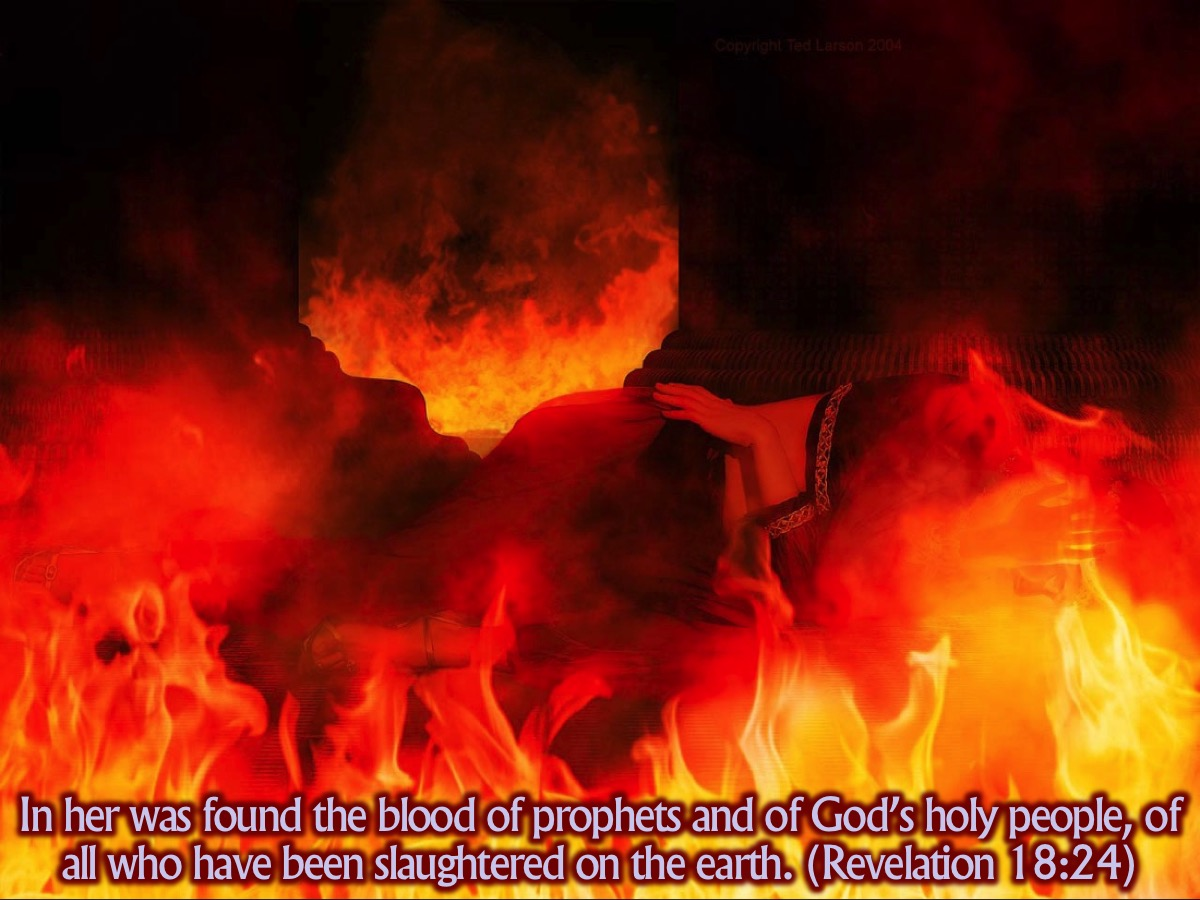 Copyright Ted Larson 2004
In her was found the blood of prophets and of God’s holy people, of
all who have been slaughtered on the earth. (Revelation 18:24)